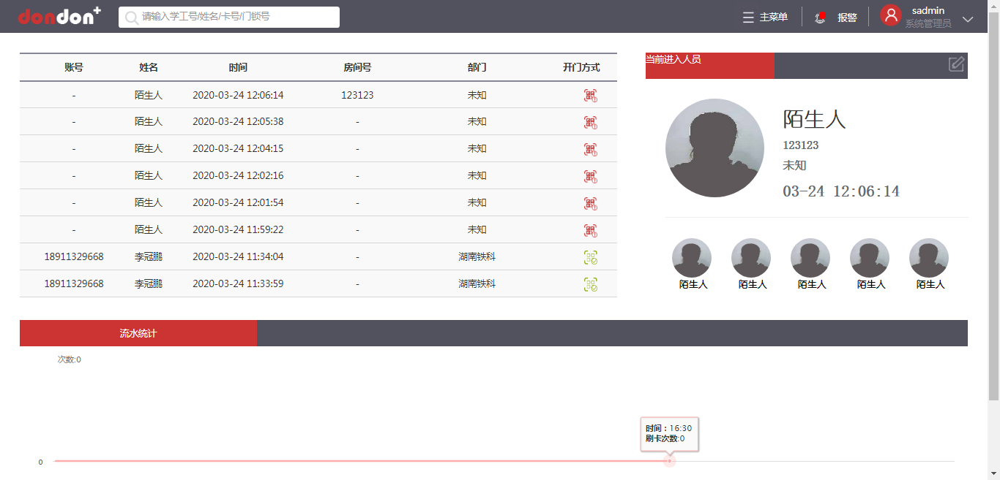 dondon+
请输入学工号/姓名/卡号/门锁号
主菜单
报警
sadmin
系统管理员
账号 姓名 时间 房间号 部门 开门方式
- 陌生人 2020-03-24 12:06:14 123123 未知
- 陌生人 2020-03-24 12:05:38 - 未知
- 陌生人 2020-03-24 12:04:15 - 未知
- 陌生人 2020-03-24 12:02:16 - 未知
- 陌生人 2020-03-24 12:01:54 - 未知
- 陌生人 2020-03-24 11:59:22 - 未知
18911329668 李冠鹏 2020-03-24 11:34:04 - 湖南铁科
18911329668 李冠鹏 2020-03-24 11:33:59 - 湖南铁科
当前进入人员
陌生人
123123
未知
03-24 12:06:14
陌生人 陌生人 陌生人 陌生人 陌生人
流水统计
次数:0
时间：16:30
刷卡次数:0
0